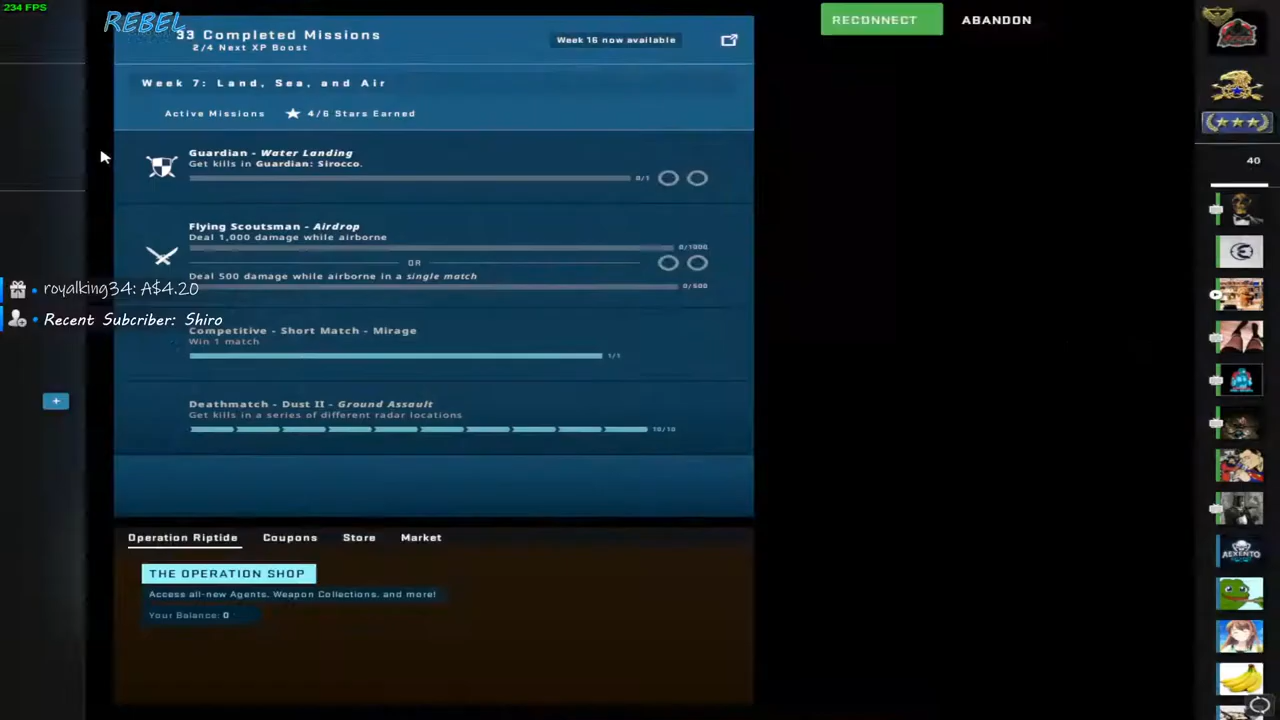 234 FPS
REBEL
33 Completed Missions
2/4 Next XP Boost
Week 16 now available
RECONNECT
ABANDON
Week 7: Land, Sea, and Air
Active Missions
4/6 Stars Earned
40
Guardian - Water Landing
Get kills in Guardian: Sirocco.
0/1
Flying Scoutsman - Airdrop
Deal 1,000 damage while airborne
0/1000
OR
Deal 500 damage while airborne in a single match
0/500
royalking34: A$4.20
Recent Subcriber: Shiro
Competitive - Short Match - Mirage
Win 1 match
1/1
+
Deathmatch - Dust II - Ground Assault
Get kills in a series of different radar locations
10/10
Operation Riptide
Coupons
Store
Market
AEXENTO
THE OPERATION SHOP
Access all-new Agents, Weapon Collections, and more!
Your Balance: 0